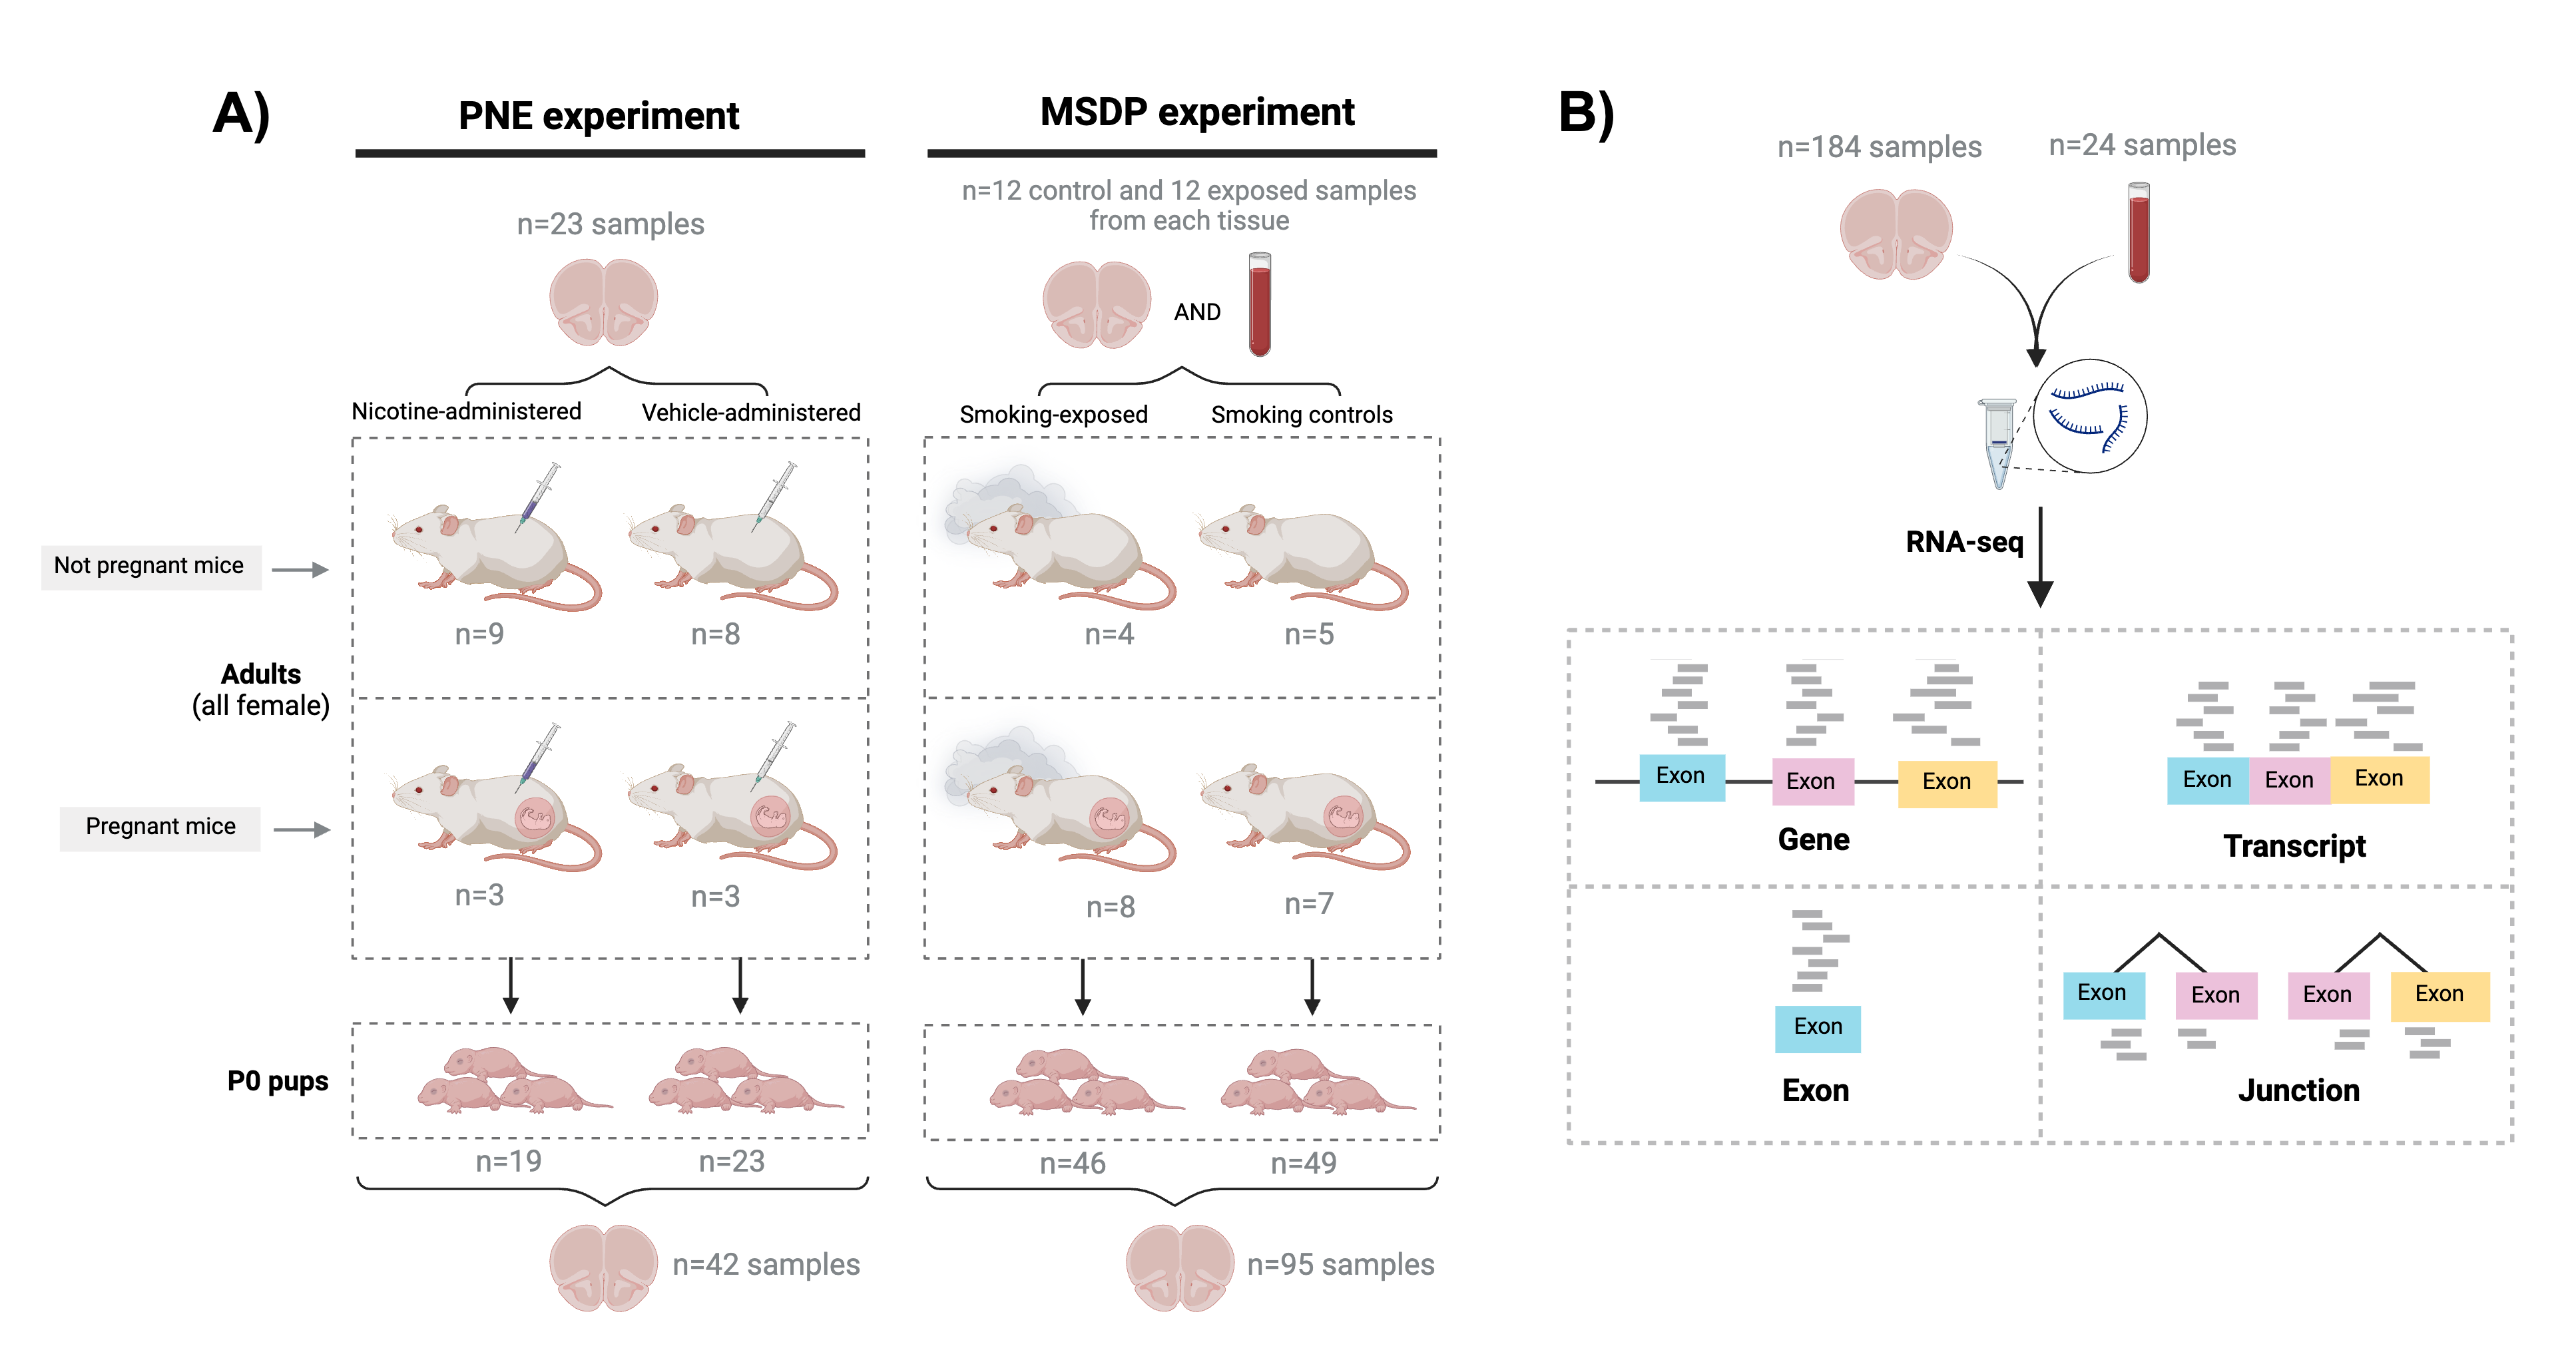 A)
PNE experiment
n=23 samples
Nicotine-administered
Vehicle-administered
MSDP experiment
n=12 control and 12 exposed samples
from each tissue
AND
Smoking-exposed
Smoking controls
Not pregnant mice
n=9
n=8
n=4
n=5
Adults
(all female)
Pregnant mice
n=3
n=3
n=8
n=7
P0 pups
n=19
n=23
n=46
n=49
n=42 samples
n=95 samples
B)
n=184 samples
n=24 samples
RNA-seq
Exon
Exon
Exon
Gene
Exon
Exon
Exon
Transcript
Exon
Exon
Exon
Exon
Exon
Exon
Junction